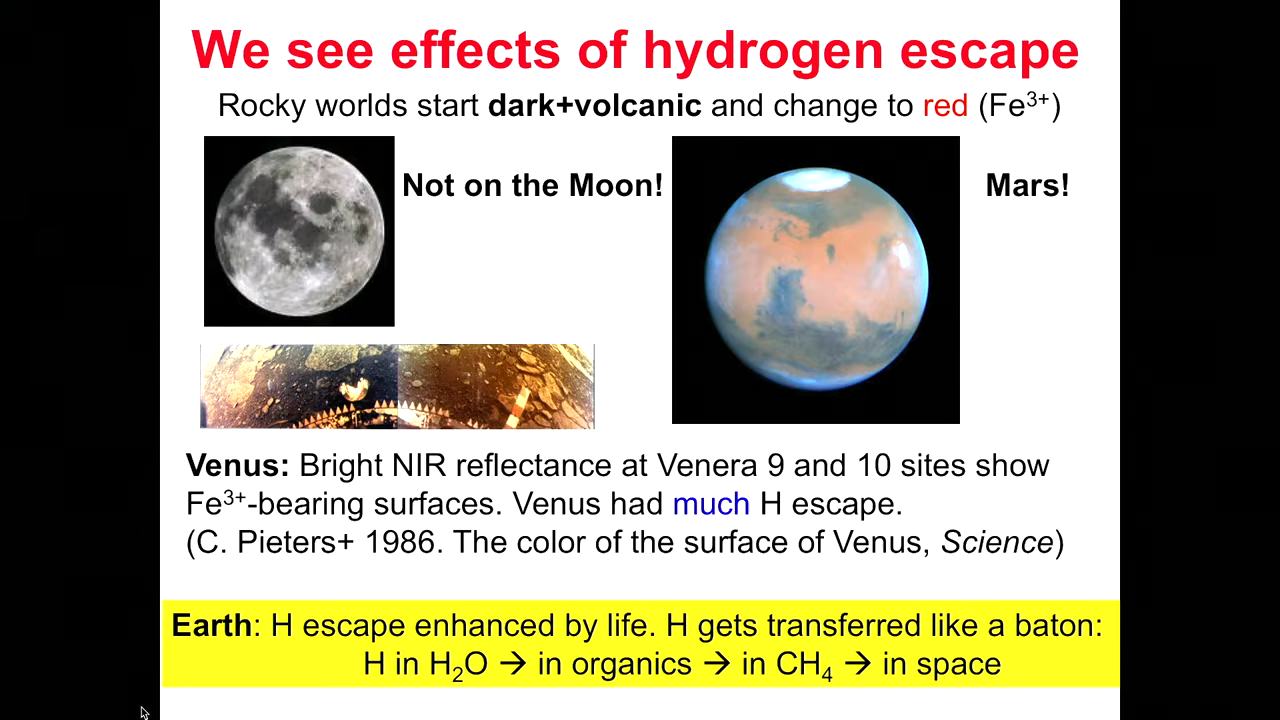 We see effects of hydrogen escape
Rocky worlds start dark+volcanic and change to red (Fe³⁺)
Not on the Moon!
Mars!
Venus: Bright NIR reflectance at Venera 9 and 10 sites show
Fe³⁺-bearing surfaces. Venus had much H escape.
(C. Pieters+ 1986. The color of the surface of Venus, Science)
Earth: H escape enhanced by life. H gets transferred like a baton:
H in H₂O → in organics → in CH₄ → in space